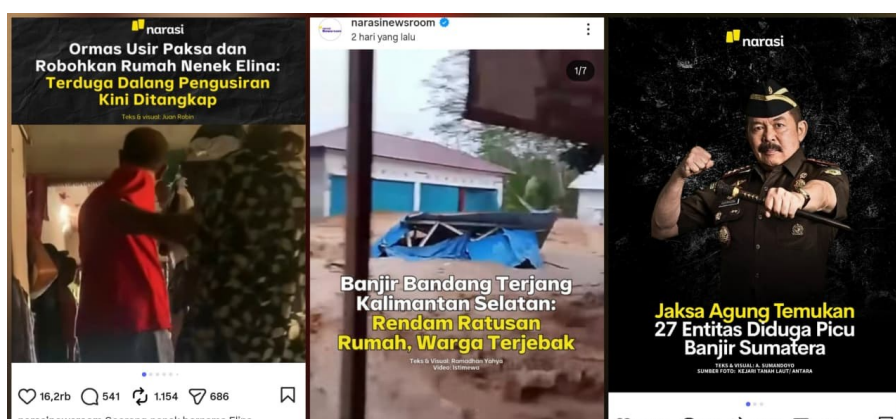 narasi
Ormas Usir Paksa dan
Robohkan Rumah Nenek Elina:
Terduga Dalang Pengusiran
Kini Ditangkap
Teks & visual: Juan Robin
16,2rb 541 1.154 686
narasinewsroom
2 hari yang lalu
1/7
Banjir Bandang Terjang
Kalimantan Selatan:
Rendam Ratusan
Rumah, Warga Terjebak
Teks & Visual: Ramadhan Yahya
Video: Istimewa
narasi
Jaksa Agung Temukan
27 Entitas Diduga Picu
Banjir Sumatera
TEKS & VISUAL: A. SUMANDOYO
SUMBER FOTO: KEJARI TANAH LAUT/ ANTARA